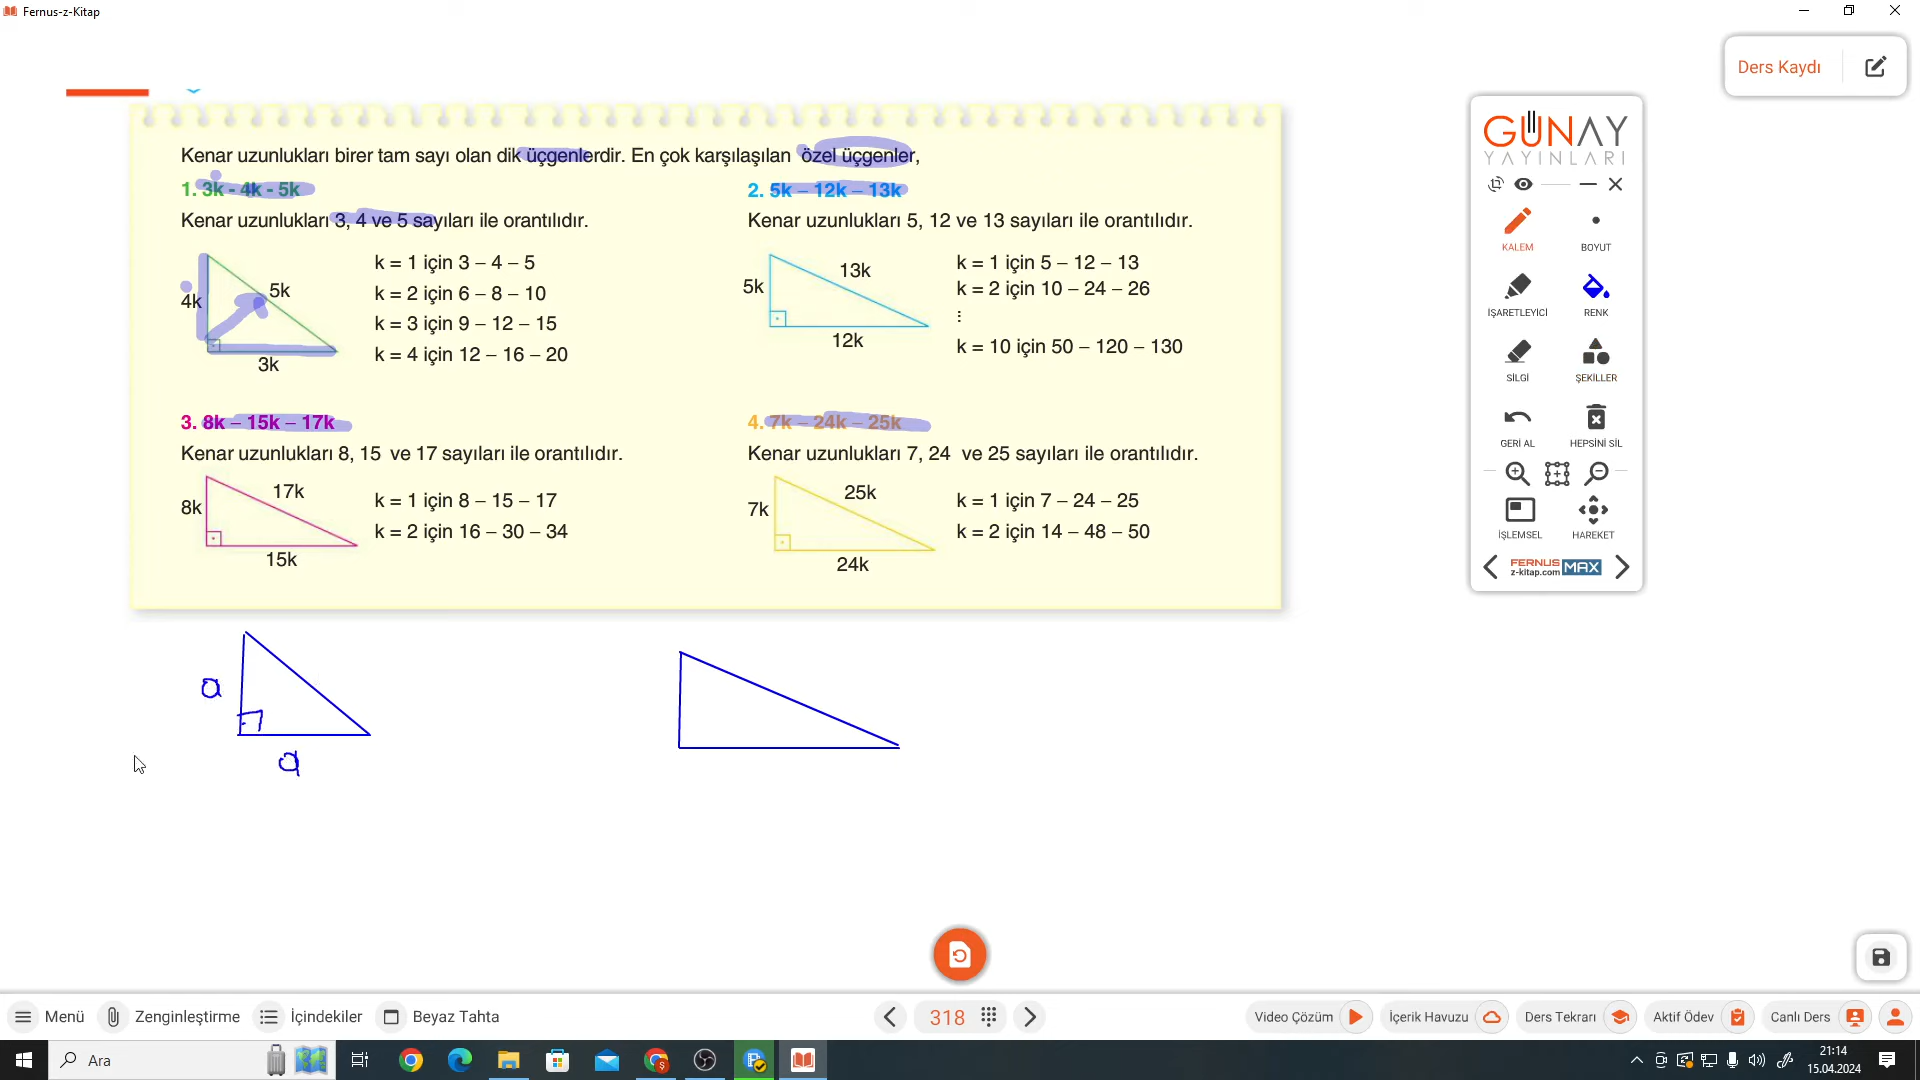 Fernus-z-Kitap
Ders Kaydı
Kenar uzunlukları birer tam sayı olan dik üçgenlerdir. En çok karşılaşılan özel üçgenler,
1. 3k - 4k - 5k
Kenar uzunlukları 3, 4 ve 5 sayıları ile orantılıdır.
4k
5k
3k
k = 1 için 3 – 4 – 5
k = 2 için 6 – 8 – 10
k = 3 için 9 – 12 – 15
k = 4 için 12 – 16 – 20
2. 5k – 12k – 13k
Kenar uzunlukları 5, 12 ve 13 sayıları ile orantılıdır.
5k
13k
12k
k = 1 için 5 – 12 – 13
k = 2 için 10 – 24 – 26
⋮
k = 10 için 50 – 120 – 130
3. 8k – 15k – 17k
Kenar uzunlukları 8, 15 ve 17 sayıları ile orantılıdır.
8k
17k
15k
k = 1 için 8 – 15 – 17
k = 2 için 16 – 30 – 34
4. 7k – 24k – 25k
Kenar uzunlukları 7, 24 ve 25 sayıları ile orantılıdır.
7k
25k
24k
k = 1 için 7 – 24 – 25
k = 2 için 14 – 48 – 50
a
a
GÜNAY
YAYINLARI
KALEM
BOYUT
İŞARETLEYİCİ
RENK
SİLGİ
ŞEKİLLER
GERİ AL
HEPSİNİ SİL
İŞLEMSEL
HAREKET
FERNUS
z-kitap.com MAX
Menü
Zenginleştirme
İçindekiler
Beyaz Tahta
318
Video Çözüm
İçerik Havuzu
Ders Tekrarı
Aktif Ödev
Canlı Ders
Ara
21:14
15.04.2024